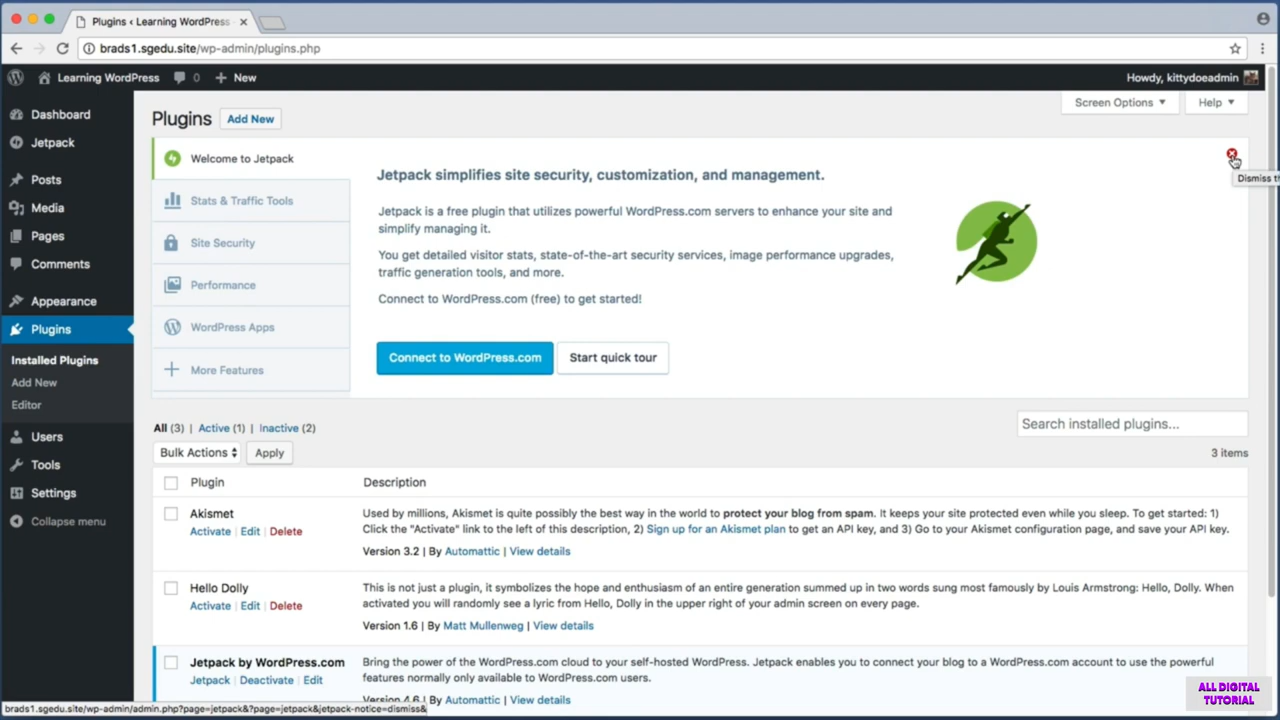 Plugins ‹ Learning WordPress
brads1.sgedu.site/wp-admin/plugins.php
Learning WordPress
0
New
Howdy, kittydoeadmin
Dashboard
Jetpack
Posts
Media
Pages
Comments
Appearance
Plugins
Installed Plugins
Add New
Editor
Users
Tools
Settings
Collapse menu
Plugins
Add New
Screen Options
Help
Welcome to Jetpack
Stats & Traffic Tools
Site Security
Performance
WordPress Apps
More Features
Jetpack simplifies site security, customization, and management.
Jetpack is a free plugin that utilizes powerful WordPress.com servers to enhance your site and
simplify managing it.
You get detailed visitor stats, state-of-the-art security services, image performance upgrades,
traffic generation tools, and more.
Connect to WordPress.com (free) to get started!
Connect to WordPress.com
Start quick tour
Dismiss
All (3) | Active (1) | Inactive (2)
Search installed plugins...
Bulk Actions
Apply
3 items
Plugin
Description
Akismet
Activate | Edit | Delete
Used by millions, Akismet is quite possibly the best way in the world to protect your blog from spam. It keeps your site protected even while you sleep. To get started: 1)
Click the "Activate" link to the left of this description, 2) Sign up for an Akismet plan to get an API key, and 3) Go to your Akismet configuration page, and save your API key.
Version 3.2 | By Automattic | View details
Hello Dolly
Activate | Edit | Delete
This is not just a plugin, it symbolizes the hope and enthusiasm of an entire generation summed up in two words sung most famously by Louis Armstrong: Hello, Dolly. When
activated you will randomly see a lyric from Hello, Dolly in the upper right of your admin screen on every page.
Version 1.6 | By Matt Mullenweg | View details
Jetpack by WordPress.com
Jetpack | Deactivate | Edit
Bring the power of the WordPress.com cloud to your self-hosted WordPress. Jetpack enables you to connect your blog to a WordPress.com account to use the powerful
features normally only available to WordPress.com users.
Version 4.6 | By Automattic | View details
brads1.sgedu.site/wp-admin/admin.php?page=jetpack&?page=jetpack&jetpack-notice=dismiss&
ALL DIGITAL
TUTORIAL